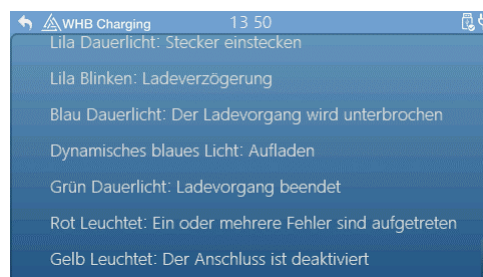 WHB Charging 13 50
Lila Dauerlicht: Stecker einstecken
Lila Blinken: Ladeverzögerung
Blau Dauerlicht: Der Ladevorgang wird unterbrochen
Dynamisches blaues Licht: Aufladen
Grün Dauerlicht: Ladevorgang beendet
Rot Leuchtet: Ein oder mehrere Fehler sind aufgetreten
Gelb Leuchtet: Der Anschluss ist deaktiviert